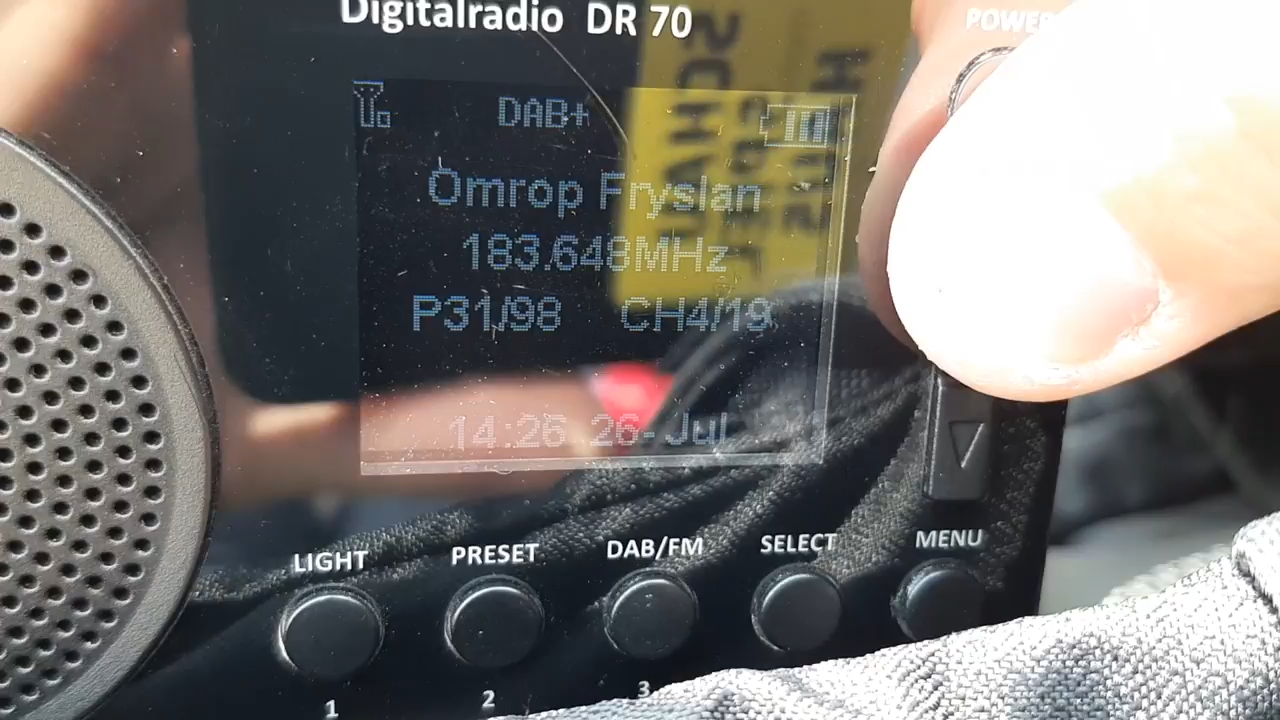 Digitalradio DR 70
POWER
DAB+
Omrop Fryslan
183.648MHz
P31/98 CH4/19
14:26 26-Jul
LIGHT PRESET DAB/FM SELECT MENU
1 2 3